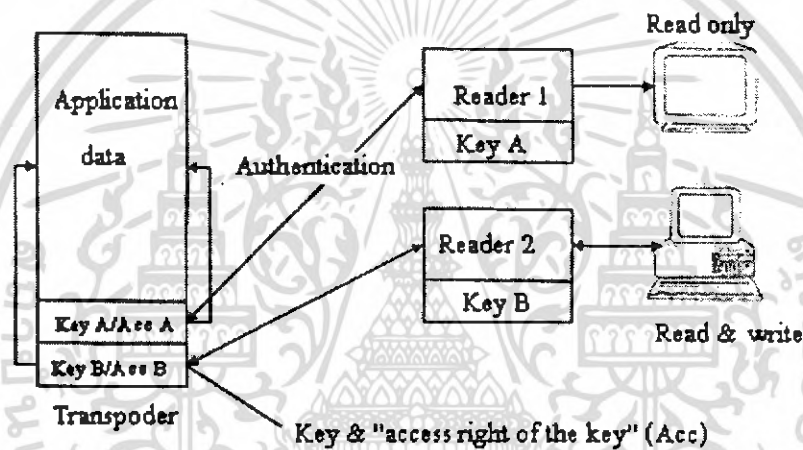 Read only
Application
data
Reader 1
Key A
Authentication
Reader 2
Key B
Key A/Acc A
Key B/Acc B
Read & write
Transpoder
Key & "access right of the key" (Acc)